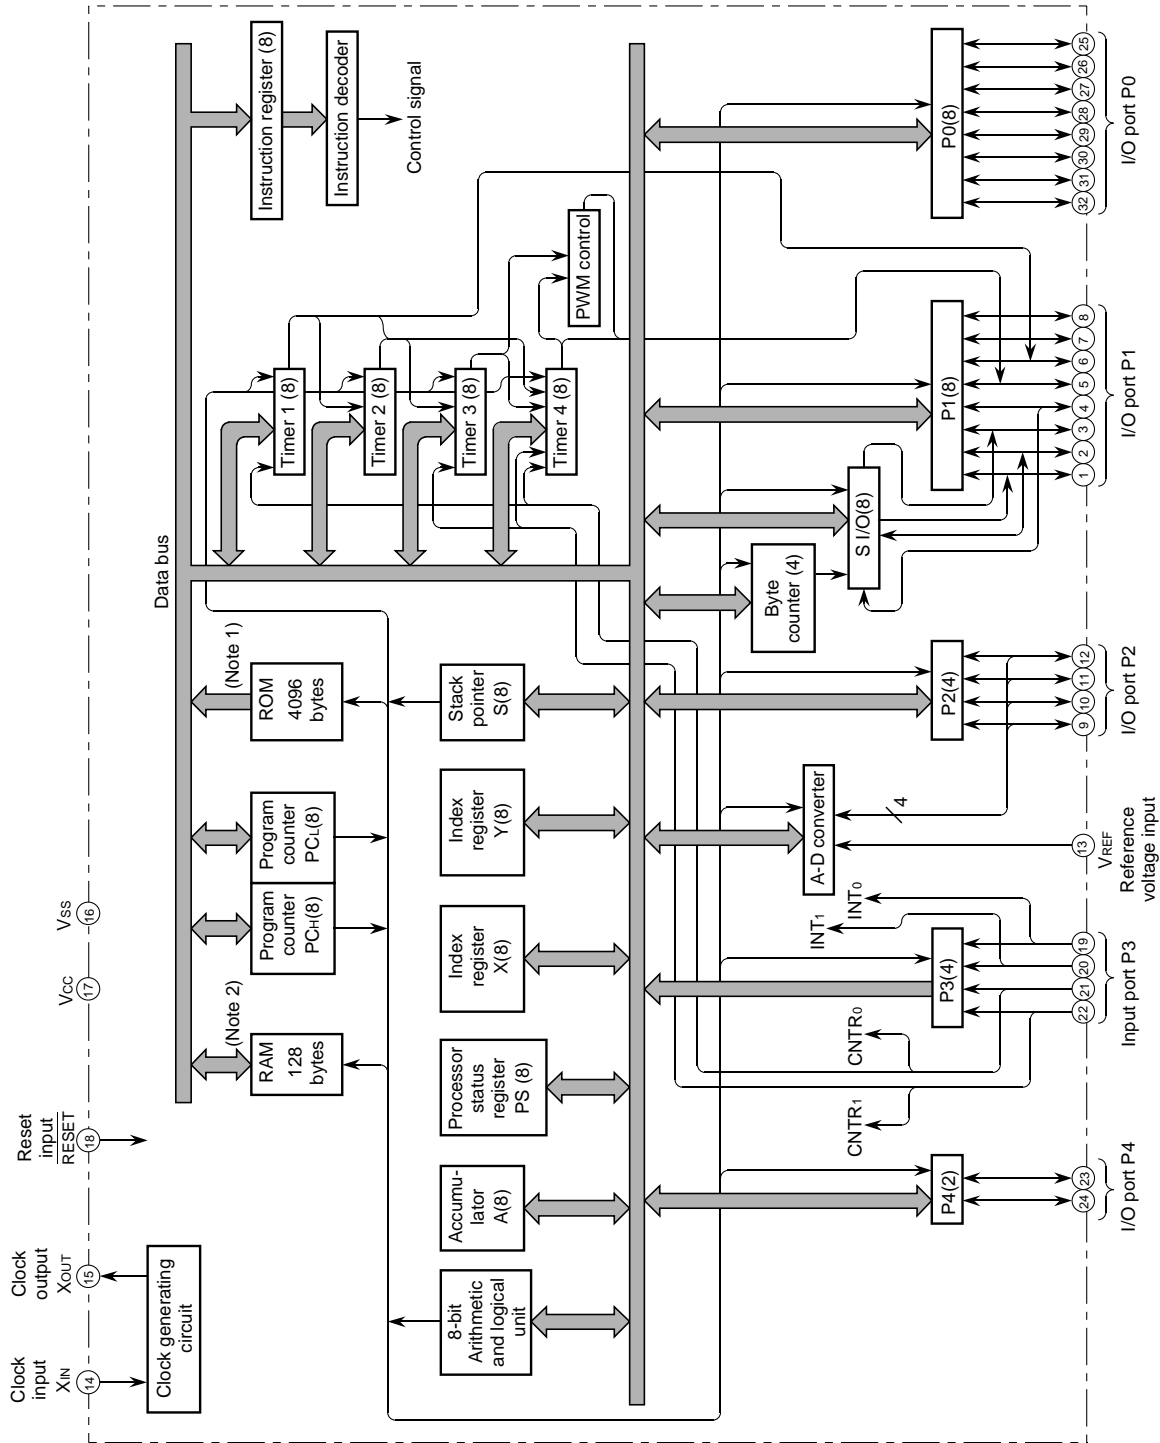 Clock
input
XIN
14
Clock
output
XOUT
15
Reset
input
RESET
18
VCC
17
VSS
16
Clock generating
circuit
Data bus
RAM
128
bytes
(Note 2)
Program
counter
PCH(8)
Program
counter
PCL(8)
ROM
4096
bytes
(Note 1)
Instruction register (8)
Instruction decoder
Control signal
8-bit
Arithmetic
and logical
unit
Accumu-
lator
A(8)
Processor
status
register
PS (8)
Index
register
X(8)
Index
register
Y(8)
Stack
pointer
S(8)
Timer 1 (8)
Timer 2 (8)
Timer 3 (8)
Timer 4 (8)
PWM control
Byte
counter (4)
S I/O(8)
A-D converter
4
INT1
INT0
CNTR1
CNTR0
P4(2)
P3(4)
P2(4)
P1(8)
P0(8)
24
23
I/O port P4
22
21
20
19
Input port P3
13
VREF
Reference
voltage input
9
10
11
12
I/O port P2
1
2
3
4
5
6
7
8
I/O port P1
32
31
30
29
28
27
26
25
I/O port P0